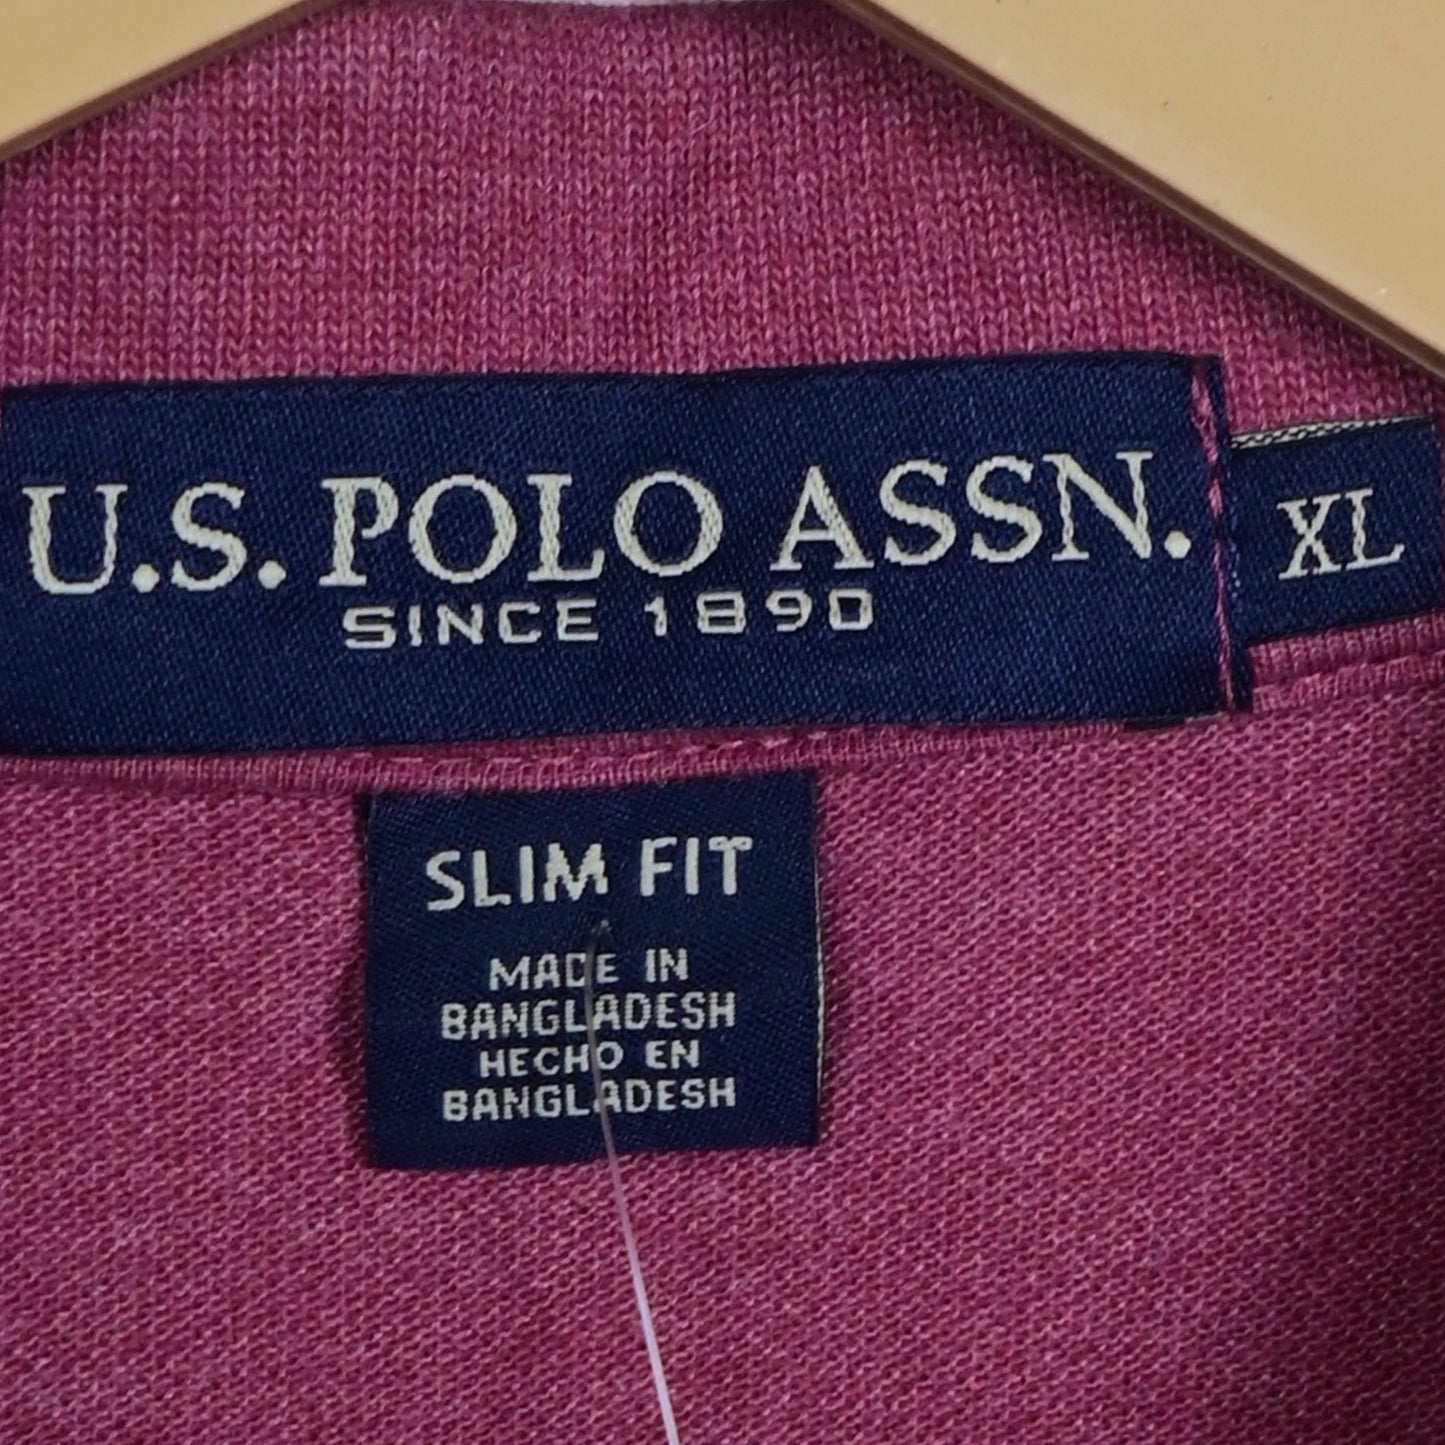 U.S. POLO ASSN.
SINCE 1890
XL
SLIM FIT
MADE IN
BANGLADESH
HECHO EN
BANGLADESH